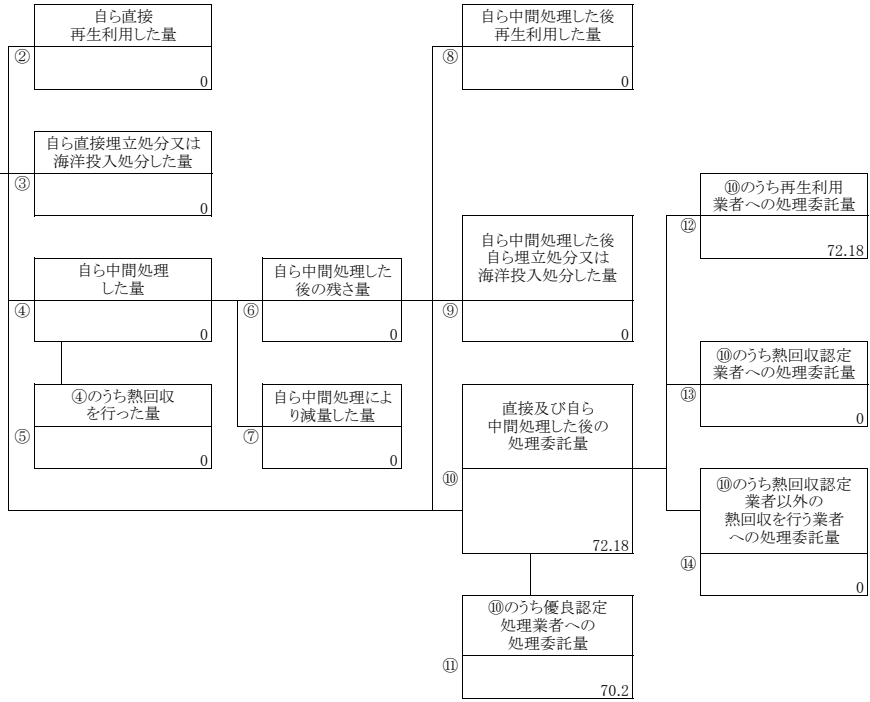 自ら直接
再生利用した量
②
0
自ら直接埋立処分又は
海洋投入処分した量
③
0
自ら中間処理
した量
④
0
④のうち熱回収
を行った量
⑤
0
自ら中間処理した
後の残さ量
⑥
0
自ら中間処理によ
り減量した量
⑦
0
自ら中間処理した後
再生利用した量
⑧
0
自ら中間処理した後
自ら埋立処分又は
海洋投入処分した量
⑨
0
直接及び自ら
中間処理した後の
処理委託量
⑩
72.18
⑩のうち優良認定
処理業者への
処理委託量
⑪
70.2
⑩のうち再生利用
業者への処理委託量
⑫
72.18
⑩のうち熱回収認定
業者への処理委託量
⑬
0
⑩のうち熱回収認定
業者以外の
熱回収を行う業者
への処理委託量
⑭
0